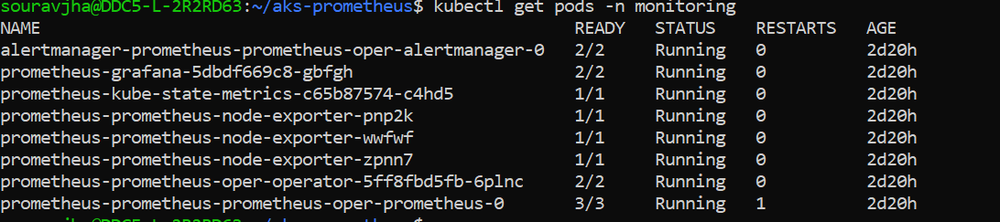 souravjha@DDC5-L-2R2RD63:~/aks-prometheus$ kubectl get pods -n monitoring
NAME READY STATUS RESTARTS AGE
alertmanager-prometheus-prometheus-oper-alertmanager-0 2/2 Running 0 2d20h
prometheus-grafana-5dbdf669c8-gbfgh 2/2 Running 0 2d20h
prometheus-kube-state-metrics-c65b87574-c4hd5 1/1 Running 0 2d20h
prometheus-prometheus-node-exporter-pnp2k 1/1 Running 0 2d20h
prometheus-prometheus-node-exporter-wwfwf 1/1 Running 0 2d20h
prometheus-prometheus-node-exporter-zpnn7 1/1 Running 0 2d20h
prometheus-prometheus-oper-operator-5ff8fbd5fb-6plnc 2/2 Running 0 2d20h
prometheus-prometheus-prometheus-oper-prometheus-0 3/3 Running 1 2d20h